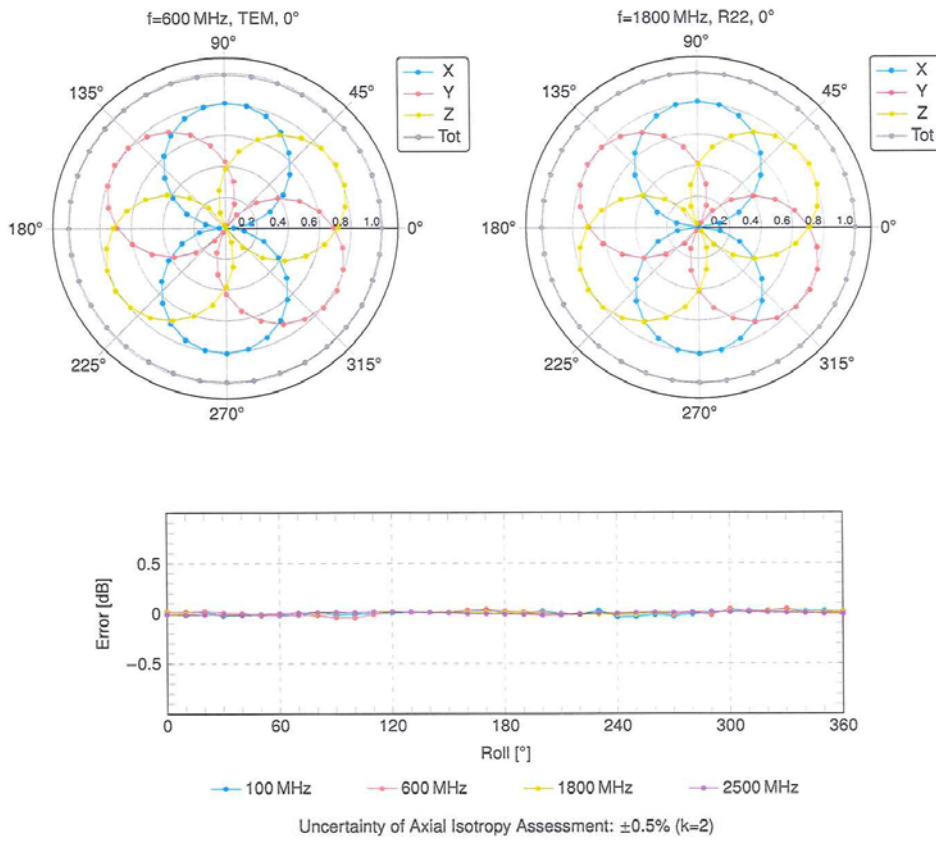 f=600 MHz, TEM, 0°
90°
135°
45°
X
Y
Z
Tot
180°
0.2 0.4 0.6 0.8 1.0
0°
225°
315°
270°
f=1800 MHz, R22, 0°
90°
135°
45°
X
Y
Z
Tot
180°
0.2 0.4 0.6 0.8 1.0
0°
225°
315°
270°
Error [dB]
0.5
0
−0.5
0 60 120 180 240 300 360
Roll [°]
100 MHz 600 MHz 1800 MHz 2500 MHz
Uncertainty of Axial Isotropy Assessment: ±0.5% (k=2)